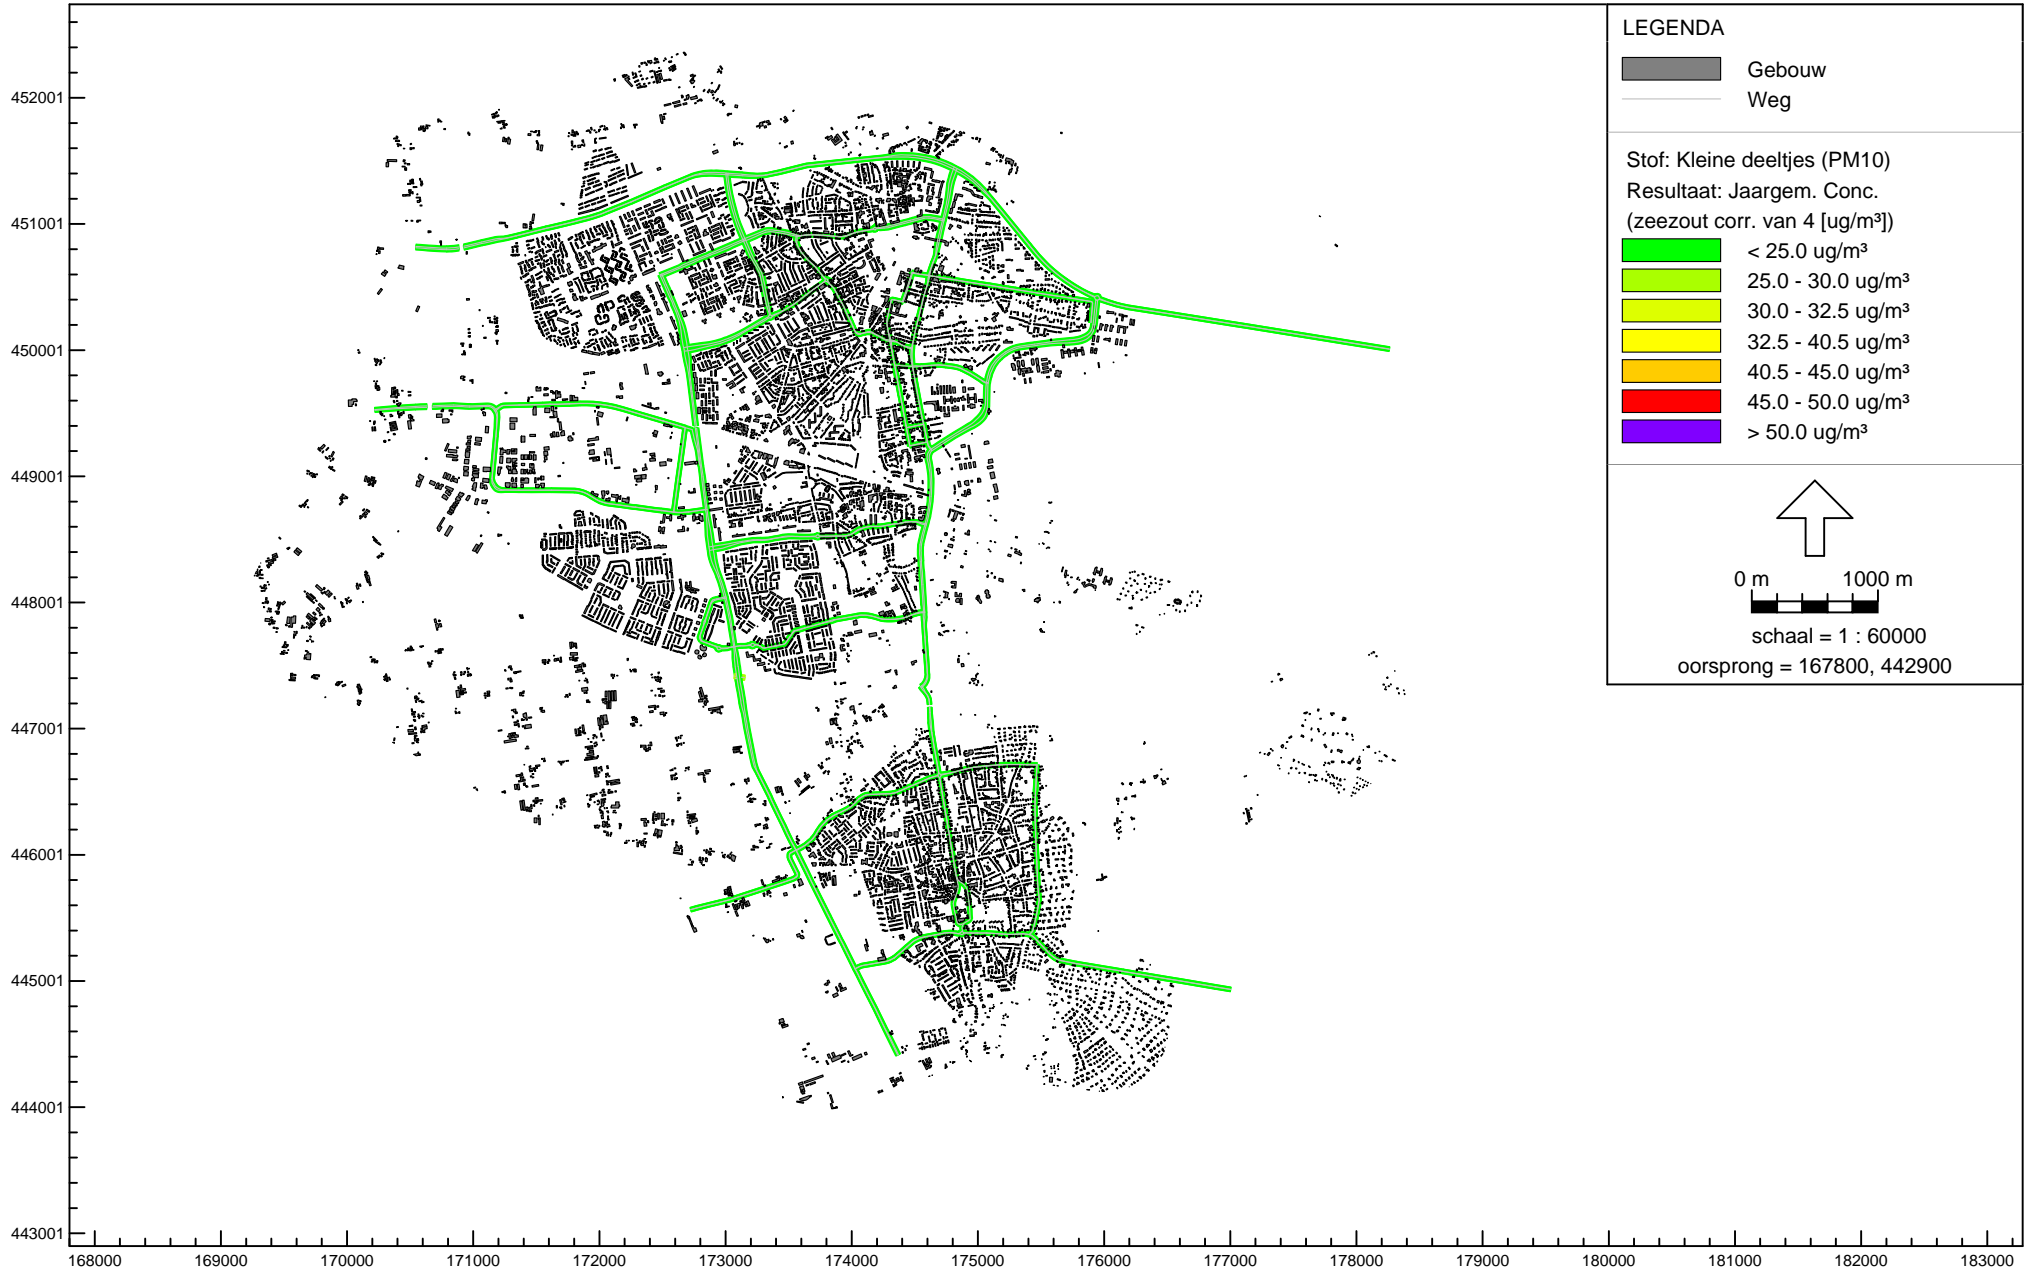 LEGENDA
Gebouw
Weg
Stof: Kleine deeltjes (PM10)
Resultaat: Jaargem. Conc.
(zeezout corr. van 4 [ug/m³])
< 25.0 ug/m³
25.0 - 30.0 ug/m³
30.0 - 32.5 ug/m³
32.5 - 40.5 ug/m³
40.5 - 45.0 ug/m³
45.0 - 50.0 ug/m³
> 50.0 ug/m³
0 m 1000 m
schaal = 1 : 60000
oorsprong = 167800, 442900
452001
451001
450001
449001
448001
447001
446001
445001
444001
443001
168000 169000 170000 171000 172000 173000 174000 175000 176000 177000 178000 179000 180000 181000 182000 183000